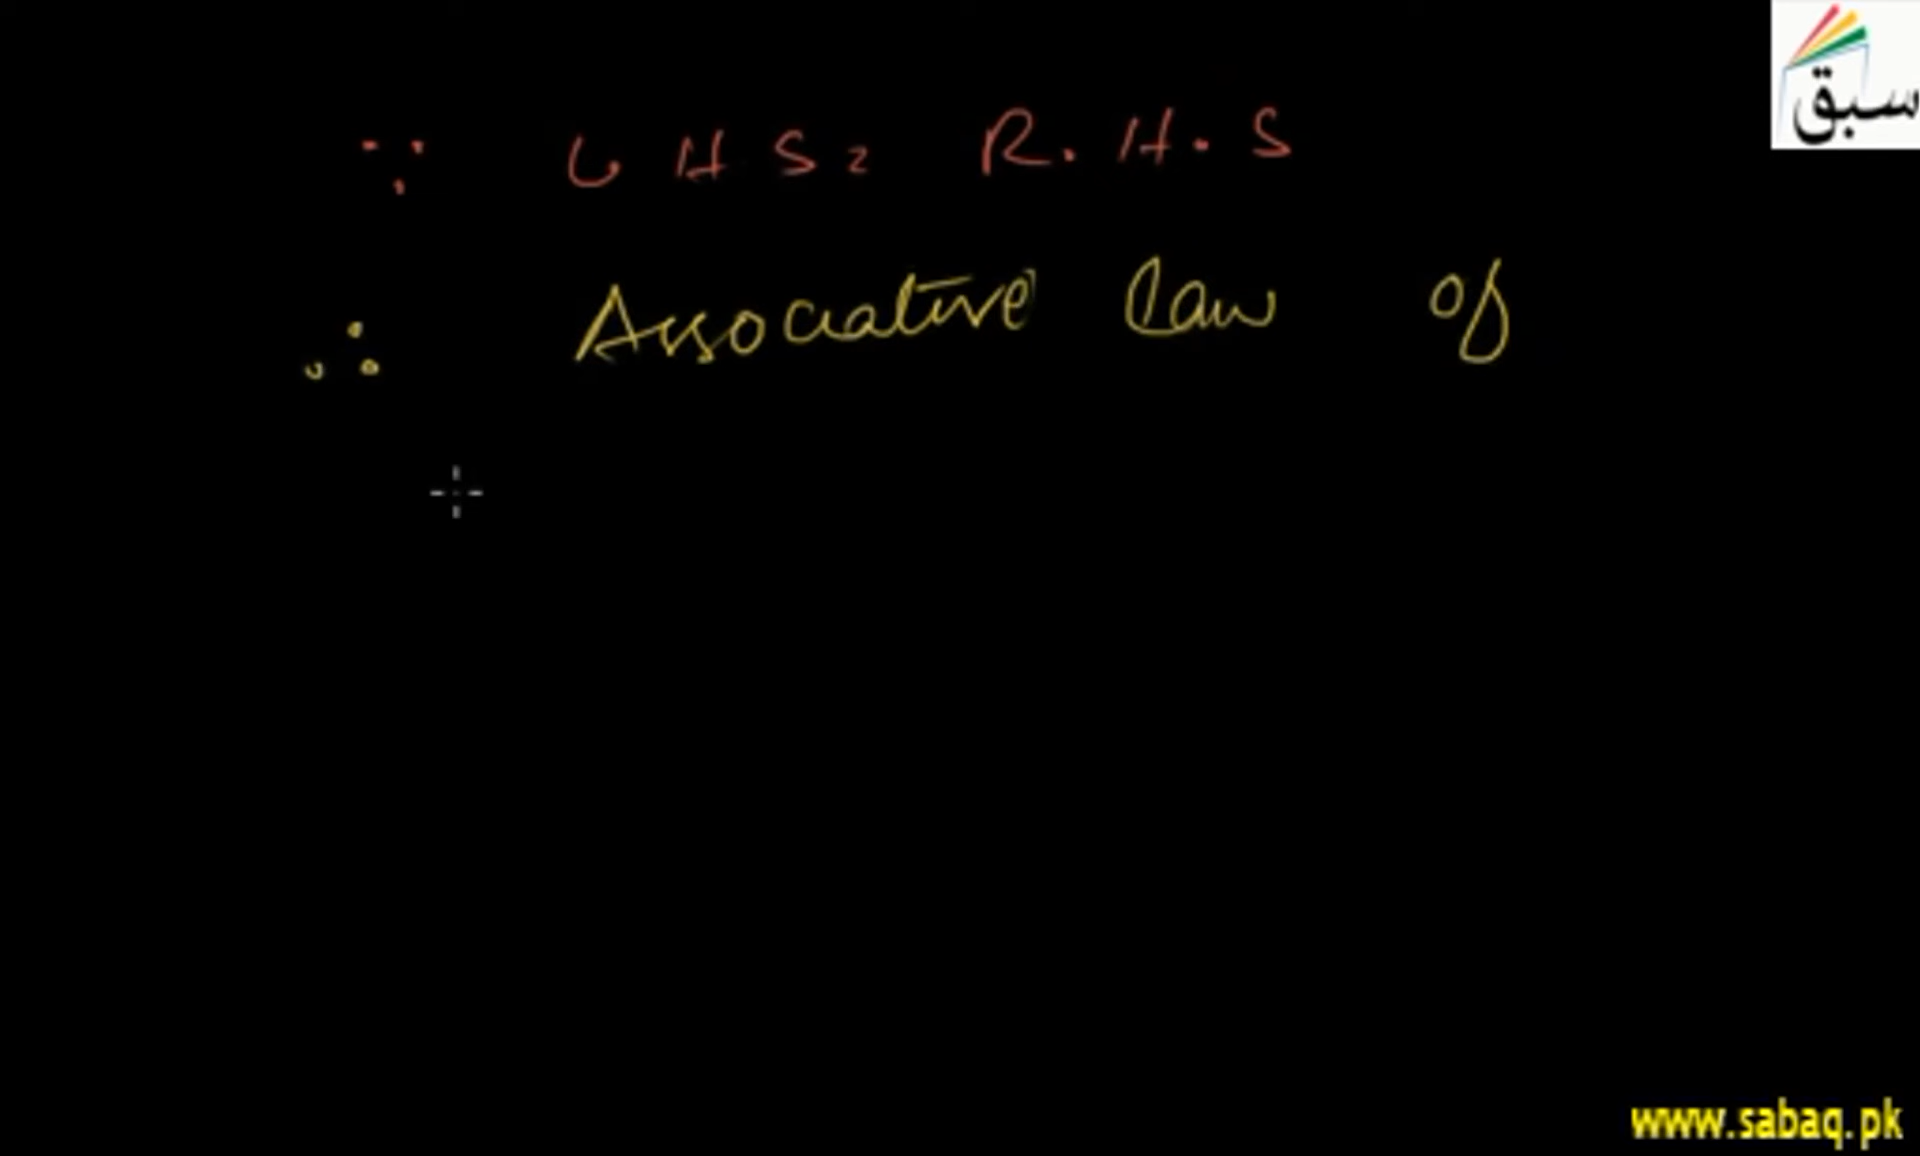 سبق
∵ L H S = R. H. S
∴ Associative law of
www.sabaq.pk